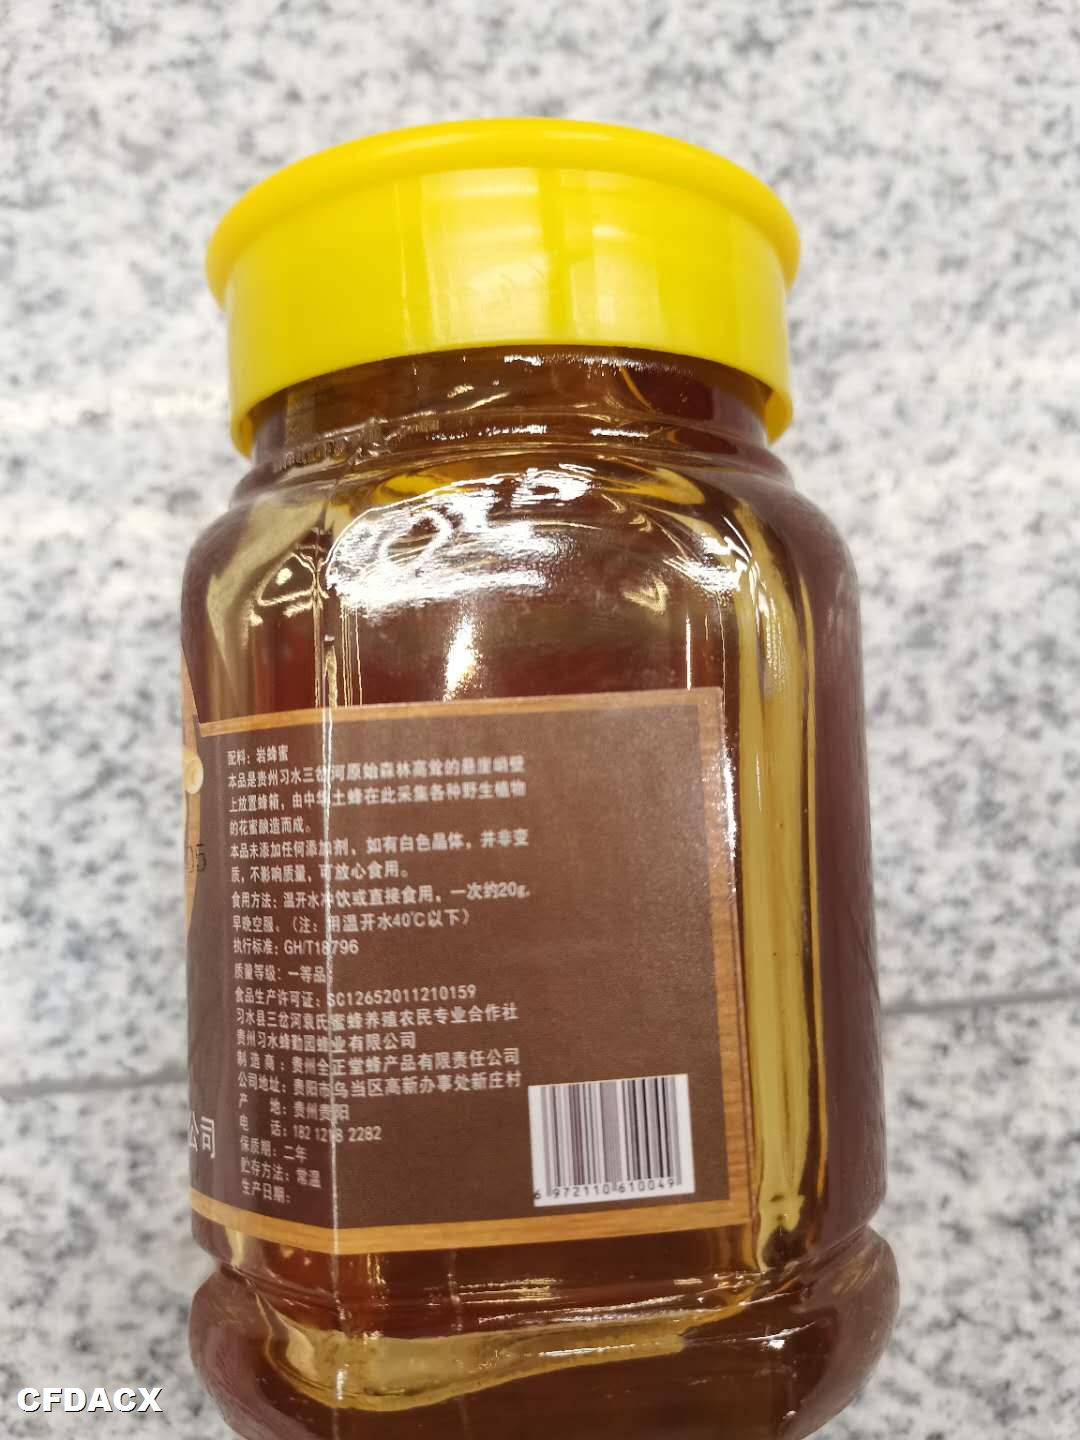 配料：岩蜂蜜
本品是贵州习水三岔河原始森林高耸的悬崖峭壁
上放置蜂箱，由中华土蜂在此采集各种野生植物
的花蜜酿造而成。
本品未添加任何添加剂，如有白色晶体，并非变
质，不影响质量，可放心食用。
食用方法：温开水冲饮或直接食用，一次约20g，
早晚空服。（注：用温开水40℃以下）
执行标准：GH/T18796
质量等级：一等品
食品生产许可证：SC12652011210159
习水县三岔河袁氏蜜蜂养殖农民专业合作社
贵州习水蜂勤园蜂业有限公司
制造商：贵州全正堂蜂产品有限责任公司
公司地址：贵阳市乌当区高新办事处新庄村
产 地：贵州贵阳
电 话：182 1218 2282
保质期：二年
贮存方法：常温
生产日期：
6 972110 610049
公司
CFDACX